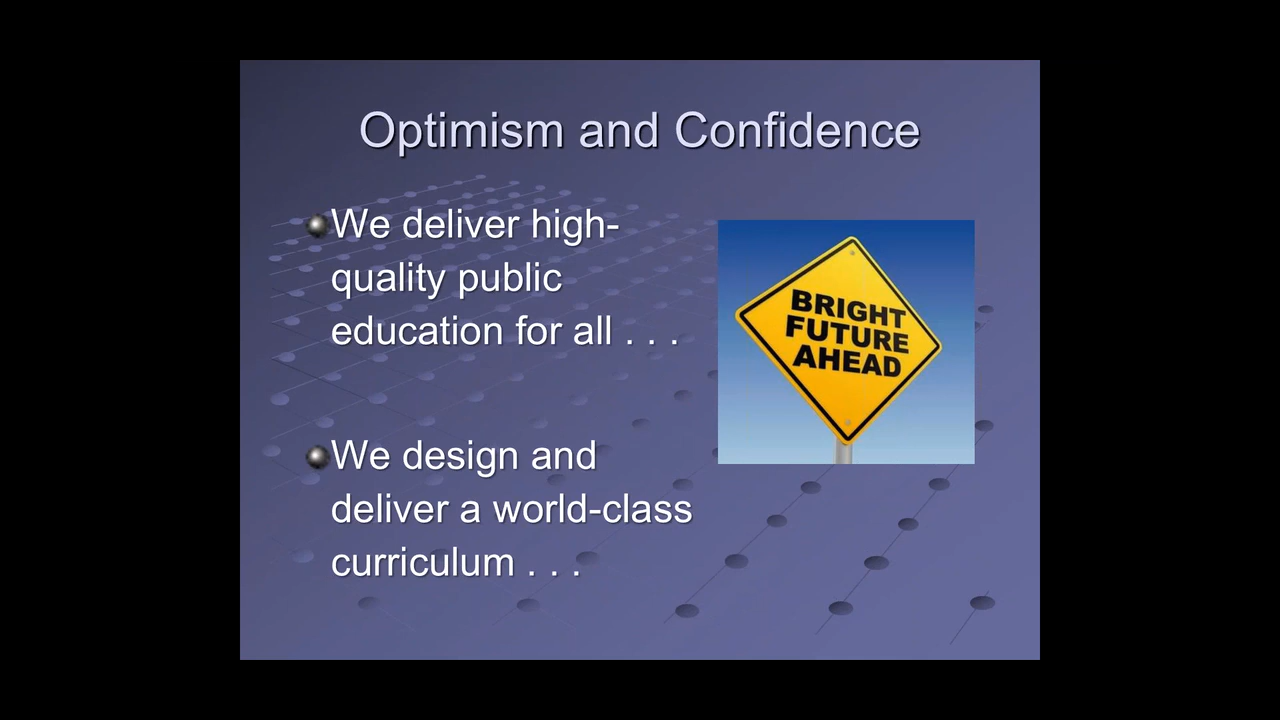 Optimism and Confidence
We deliver high-
quality public
education for all . . .
We design and
deliver a world-class
curriculum . . .
BRIGHT
FUTURE
AHEAD